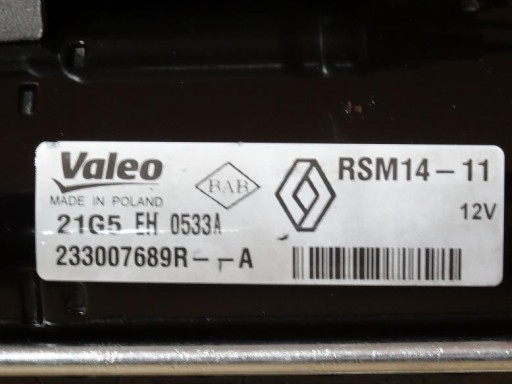 Valeo
MADE IN POLAND
BAB
RSM14-11
12V
21G5 EH 0533A
233007689R--A